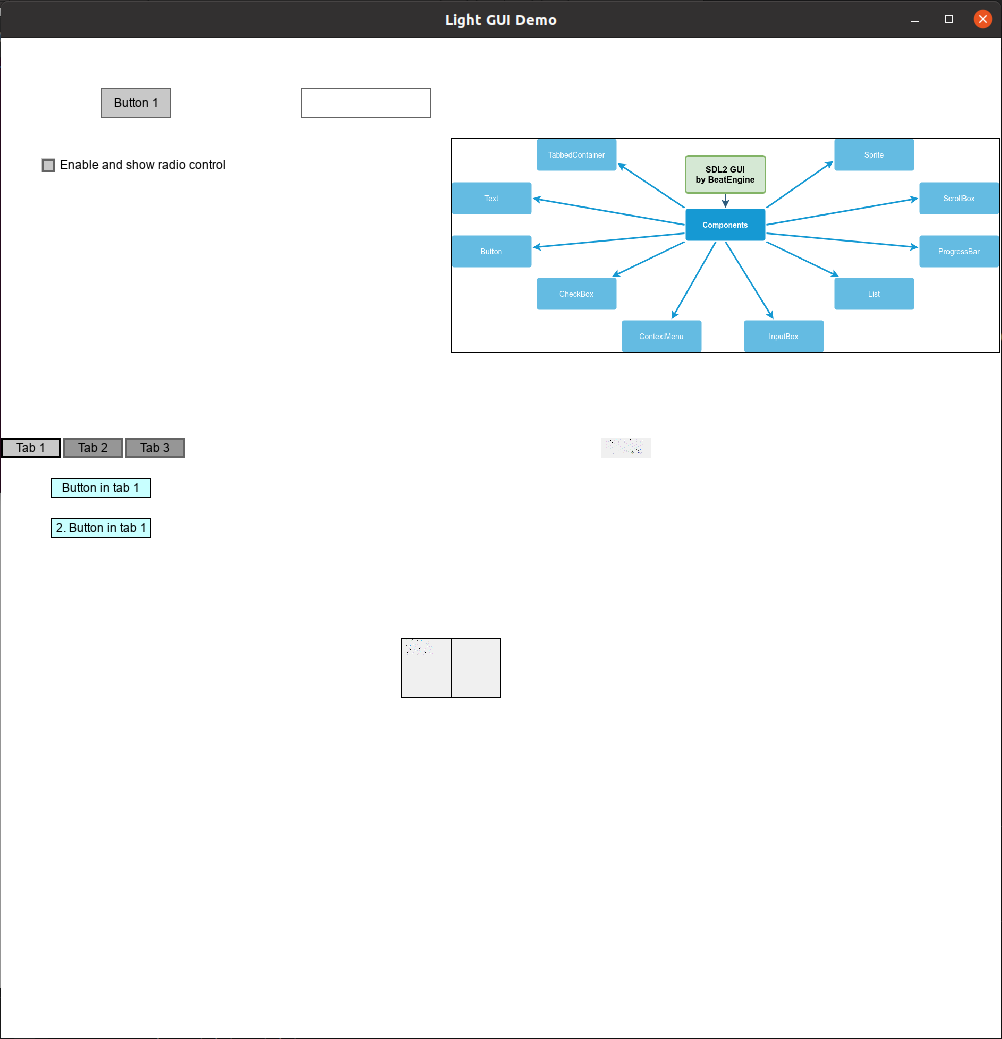 Light GUI Demo
Button 1
Enable and show radio control
TabbedContainer
SDL2 GUI
by BeatEngine
Sprite
Text
ScrollBox
Components
Button
ProgressBar
CheckBox
List
ContextMenu
InputBox
Tab 1
Tab 2
Tab 3
Button in tab 1
2. Button in tab 1